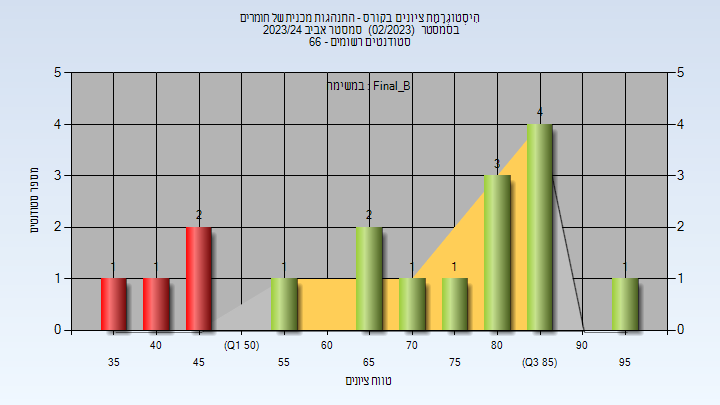 הִיסְטוֹגְרָמַת ציונים בקורס - התנהגות מכנית של חומרים
בסמסטר (02/2023) סמסטר אביב 2023/24
סטודנטים רשומים - 66
במשימה : Final_B
מספר סטודנטים
5 5
4 4
3 3
2 2
1 1
0 0
1 1 2 1 2 1 1 3 4 1
40 (Q1 50) 60 70 80 90
35 45 55 65 75 (Q3 85) 95
טווח ציונים